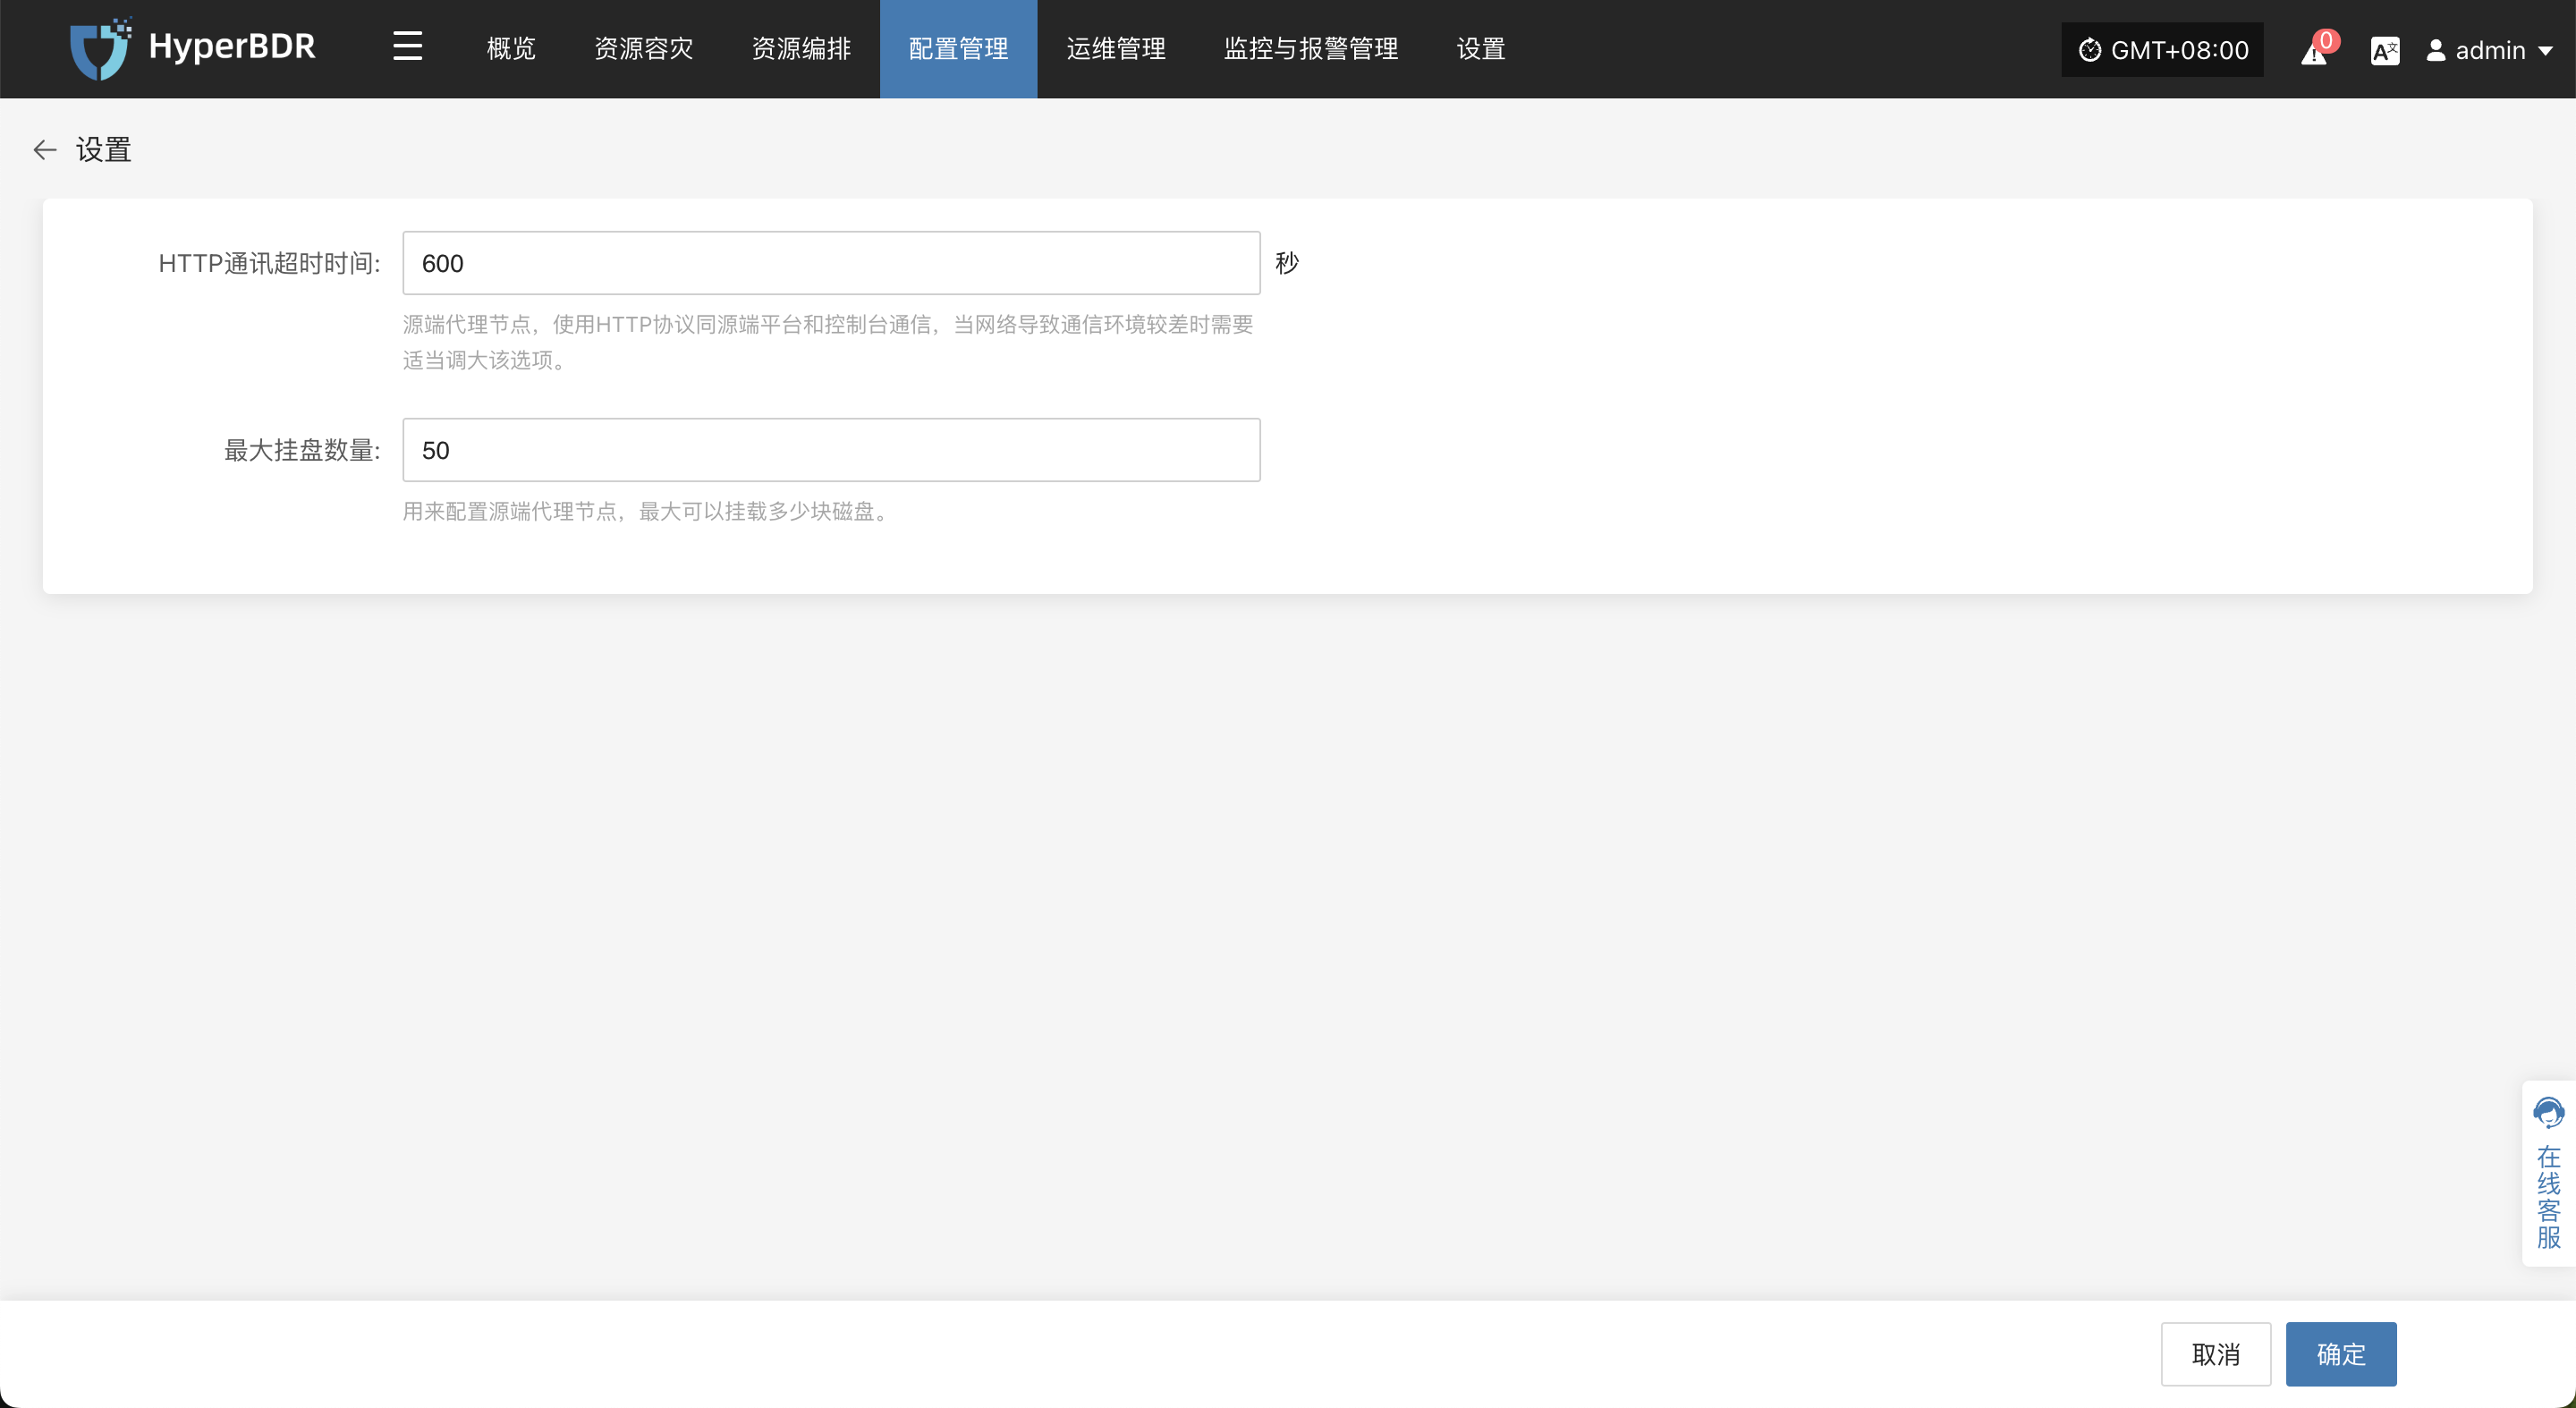 HyperBDR
概览
资源容灾
资源编排
配置管理
运维管理
监控与报警管理
设置
GMT+08:00
0
A文
admin
设置
HTTP通讯超时时间:
600
秒
源端代理节点，使用HTTP协议同源端平台和控制台通信，当网络导致通信环境较差时需要
适当调大该选项。
最大挂盘数量:
50
用来配置源端代理节点，最大可以挂载多少块磁盘。
在线客服
取消
确定